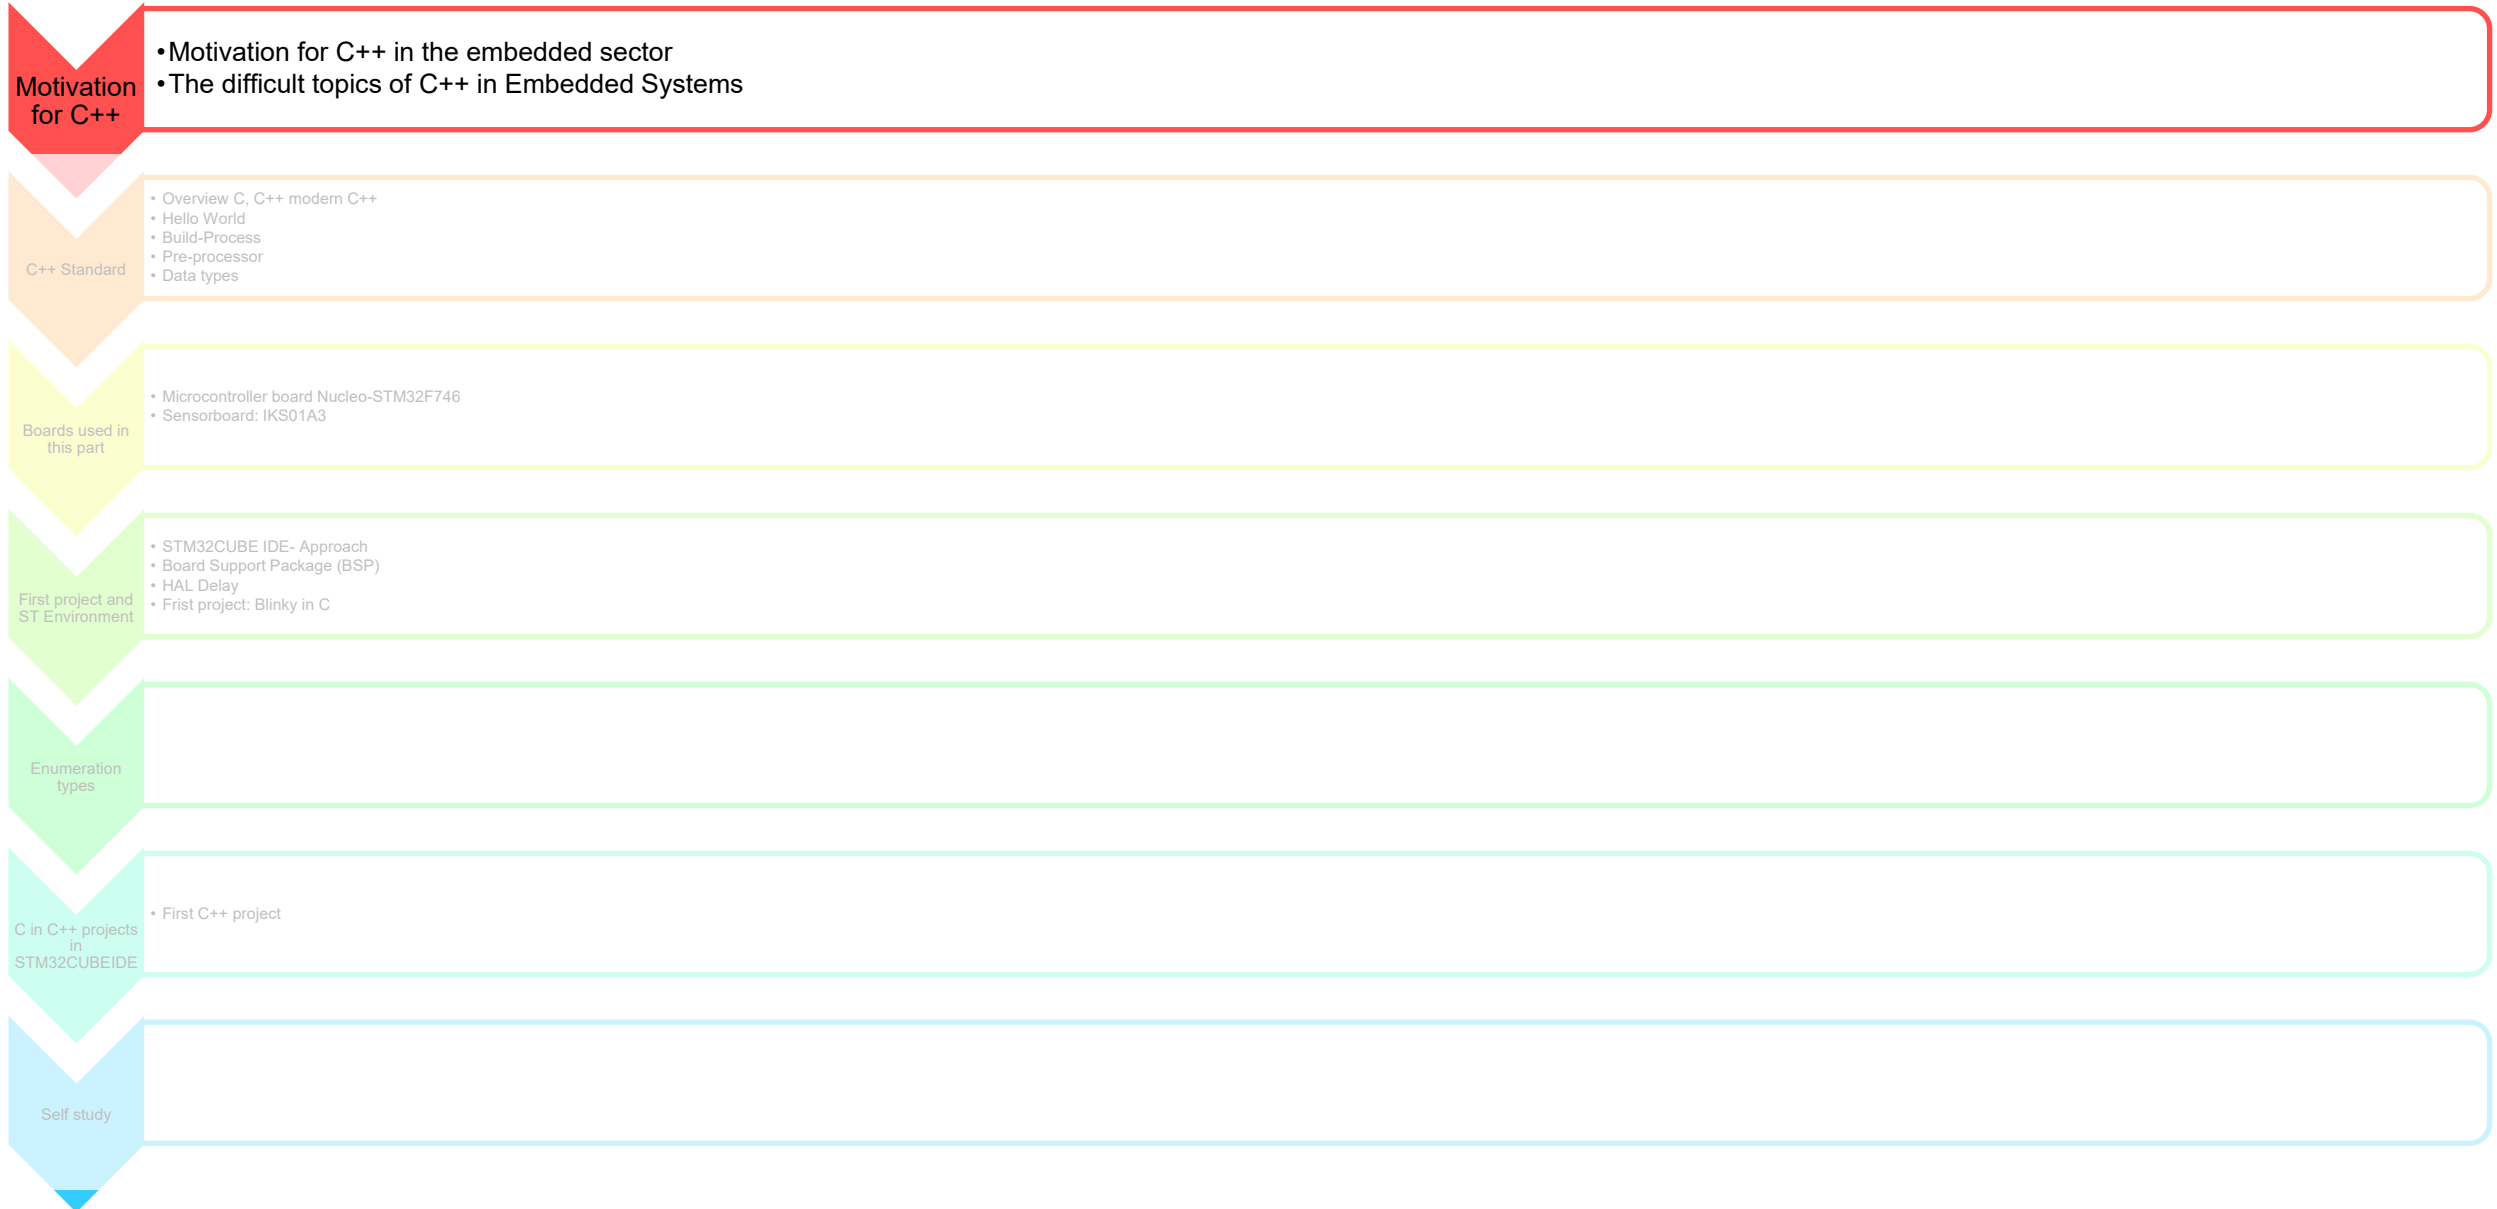 Motivation
for C++
•Motivation for C++ in the embedded sector
•The difficult topics of C++ in Embedded Systems
C++ Standard
• Overview C, C++ modern C++
• Hello World
• Build-Process
• Pre-processor
• Data types
Boards used in
this part
• Microcontroller board Nucleo-STM32F746
• Sensorboard: IKS01A3
First project and
ST Environment
• STM32CUBE IDE- Approach
• Board Support Package (BSP)
• HAL Delay
• Frist project: Blinky in C
Enumeration
types
C in C++ projects
in
STM32CUBEIDE
• First C++ project
Self study